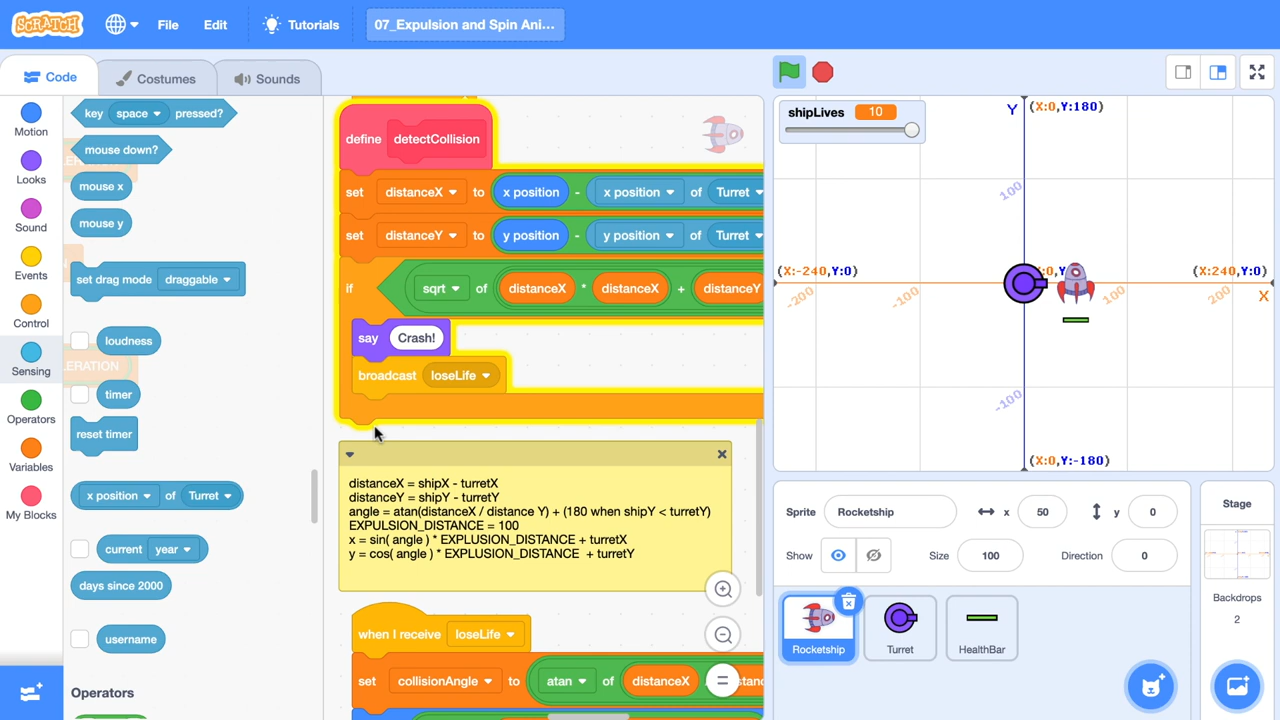 SCRATCH File Edit Tutorials 07_Expulsion and Spin Ani...
Code Costumes Sounds
Motion
Looks
Sound
Events
Control
Sensing
Operators
Variables
My Blocks
key space pressed?
mouse down?
mouse x
mouse y
set drag mode draggable
loudness
ELERATION
timer
reset timer
x position of Turret
current year
days since 2000
username
Operators
define detectCollision
set distanceX to x position - x position of Turret
set distanceY to y position - y position of Turret
if sqrt of distanceX * distanceX + distanceY
say Crash!
broadcast loseLife
distanceX = shipX - turretX
distanceY = shipY - turretY
angle = atan(distanceX / distance Y) + (180 when shipY < turretY)
EXPULSION_DISTANCE = 100
x = sin( angle ) * EXPLUSION_DISTANCE + turretX
y = cos( angle ) * EXPLUSION_DISTANCE + turretY
when I receive loseLife
set collisionAngle to atan of distanceX
shipLives 10
Y (X:0,Y:180)
100
(X:-240,Y:0) (X:240,Y:0)
-200 -100 100 200 X
-100
(X:0,Y:-180)
Sprite Rocketship x 50 y 0
Show Size 100 Direction 0
Rocketship Turret HealthBar
Stage
Backdrops
2